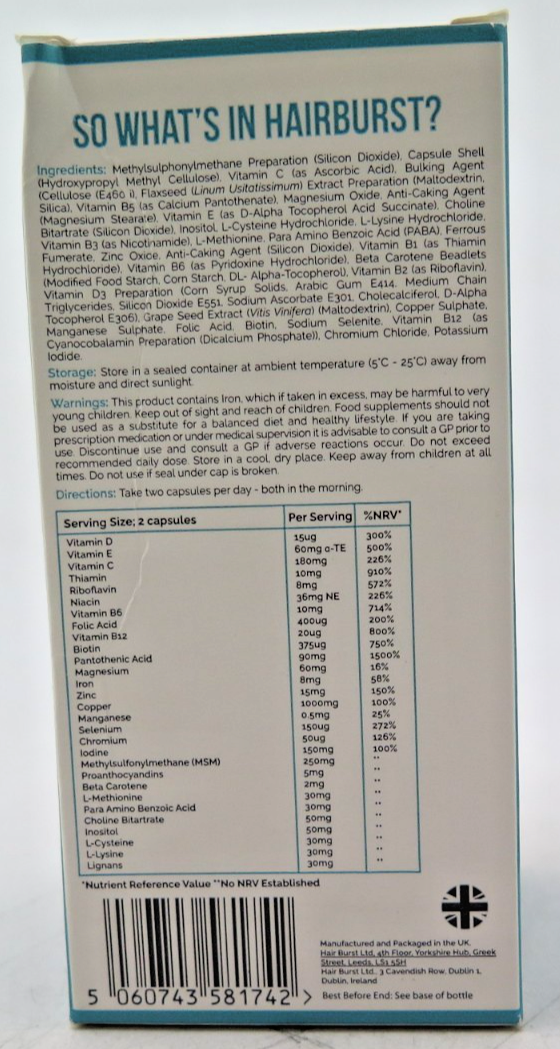 SO WHAT'S IN HAIRBURST?
Ingredients: Methylsulphonylmethane Preparation (Silicon Dioxide), Capsule Shell
(Hydroxypropyl Methyl Cellulose), Vitamin C (as Ascorbic Acid), Bulking Agent
(Cellulose (E460 i), Flaxseed (Linum Usitatissimum) Extract Preparation (Maltodextrin,
Silica), Vitamin B5 (as Calcium Pantothenate), Magnesium Oxide, Anti-Caking Agent
(Magnesium Stearate), Vitamin E (as D-Alpha Tocopherol Acid Succinate), Choline
Bitartrate (Silicon Dioxide), Inositol, L-Cysteine Hydrochloride, L-Lysine Hydrochloride,
Vitamin B3 (as Nicotinamide), L-Methionine, Para Amino Benzoic Acid (PABA), Ferrous
Fumerate, Zinc Oxice, Anti-Caking Agent (Silicon Dioxide), Vitamin B1 (as Thiamin
Hydrochloride), Vitamin B6 (as Pyridoxine Hydrochloride), Beta Carotene Beadlets
(Modified Food Starch, Corn Starch, DL- Alpha-Tocopherol), Vitamin B2 (as Riboflavin),
Vitamin D3 Preparation (Corn Syrup Solids, Arabic Gum E414, Medium Chain
Triglycerides, Silicon Dioxide E551, Sodium Ascorbate E301, Cholecalciferol, D-Alpha
Tocopherol E306), Grape Seed Extract (Vitis Vinifera) (Maltodextrin), Copper Sulphate,
Manganese Sulphate, Folic Acid, Biotin, Sodium Selenite, Vitamin B12 (as
Cyanocobalamin Preparation (Dicalcium Phosphate)), Chromium Chloride, Potassium
Iodide.
Storage: Store in a sealed container at ambient temperature (5°C - 25°C) away from
moisture and direct sunlight.
Warnings: This product contains Iron, which if taken in excess, may be harmful to very
young children. Keep out of sight and reach of children. Food supplements should not
be used as a substitute for a balanced diet and healthy lifestyle. If you are taking
prescription medication or under medical supervision it is advisable to consult a GP prior to
use. Discontinue use and consult a GP if adverse reactions occur. Do not exceed
recommended daily dose. Store in a cool, dry place. Keep away from children at all
times. Do not use if seal under cap is broken.
Directions: Take two capsules per day - both in the morning.
Serving Size; 2 capsules Per Serving %NRV*
Vitamin D 15ug 300%
Vitamin E 60mg α-TE 500%
Vitamin C 180mg 226%
Thiamin 10mg 910%
Riboflavin 8mg 572%
Niacin 36mg NE 226%
Vitamin B6 10mg 714%
Folic Acid 400ug 200%
Vitamin B12 20ug 800%
Biotin 375ug 750%
Pantothenic Acid 90mg 1500%
Magnesium 60mg 16%
Iron 8mg 58%
Zinc 15mg 150%
Copper 1000mg 100%
Manganese 0.5mg 25%
Selenium 150ug 272%
Chromium 50ug 126%
Iodine 150mg 100%
Methylsulfonylmethane (MSM) 250mg **
Proanthocyandins 5mg **
Beta Carotene 2mg **
L-Methionine 30mg **
Para Amino Benzoic Acid 30mg **
Choline Bitartrate 50mg **
Inositol 50mg **
L-Cysteine 30mg **
L-Lysine 30mg **
Lignans 30mg **
*Nutrient Reference Value **No NRV Established
Manufactured and Packaged in the UK.
Hair Burst Ltd, 4th Floor, Yorkshire Hub, Greek
Street, Leeds, LS1 5SH
Hair Burst Ltd., 3 Cavendish Row, Dublin 1,
Dublin, Ireland
Best Before End: See base of bottle
5 060743 581742 >